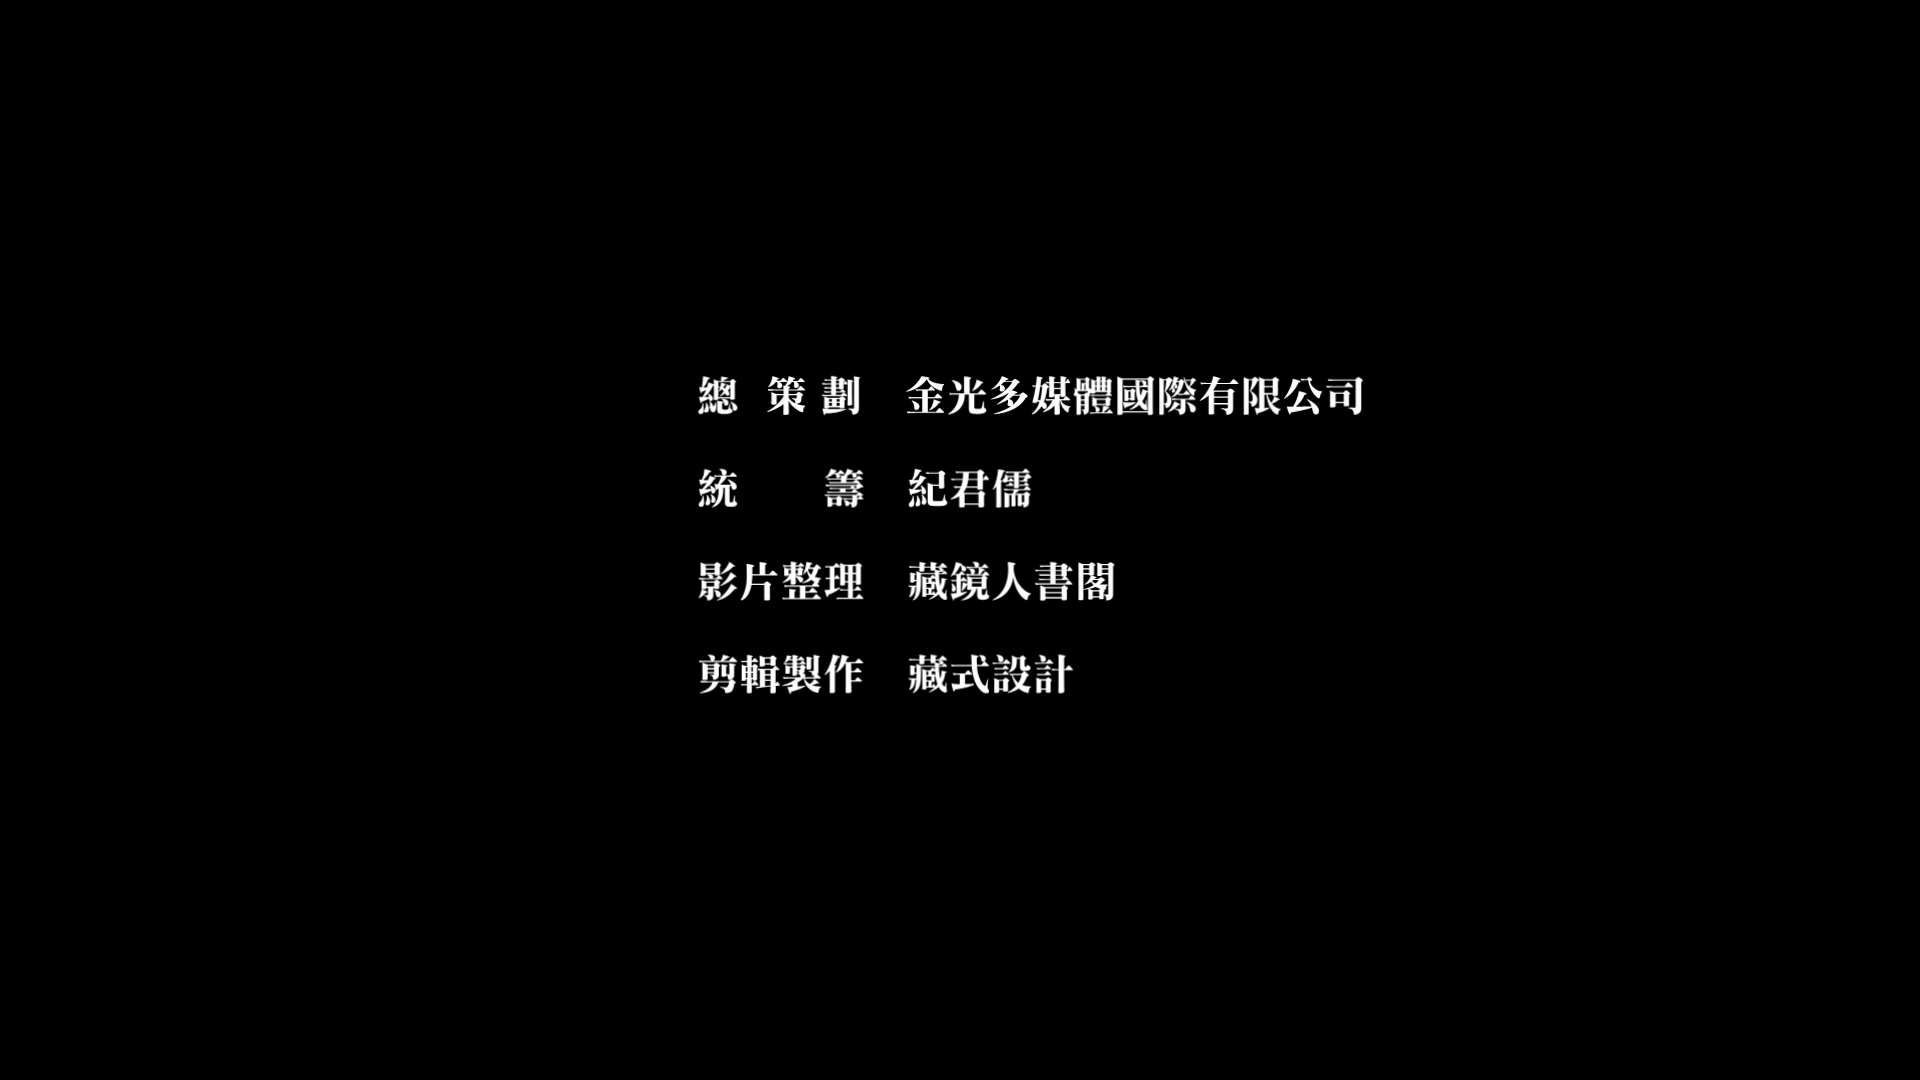 總 策 劃 金光多媒體國際有限公司
統 籌 紀君儒
影片整理 藏鏡人書閣
剪輯製作 藏式設計